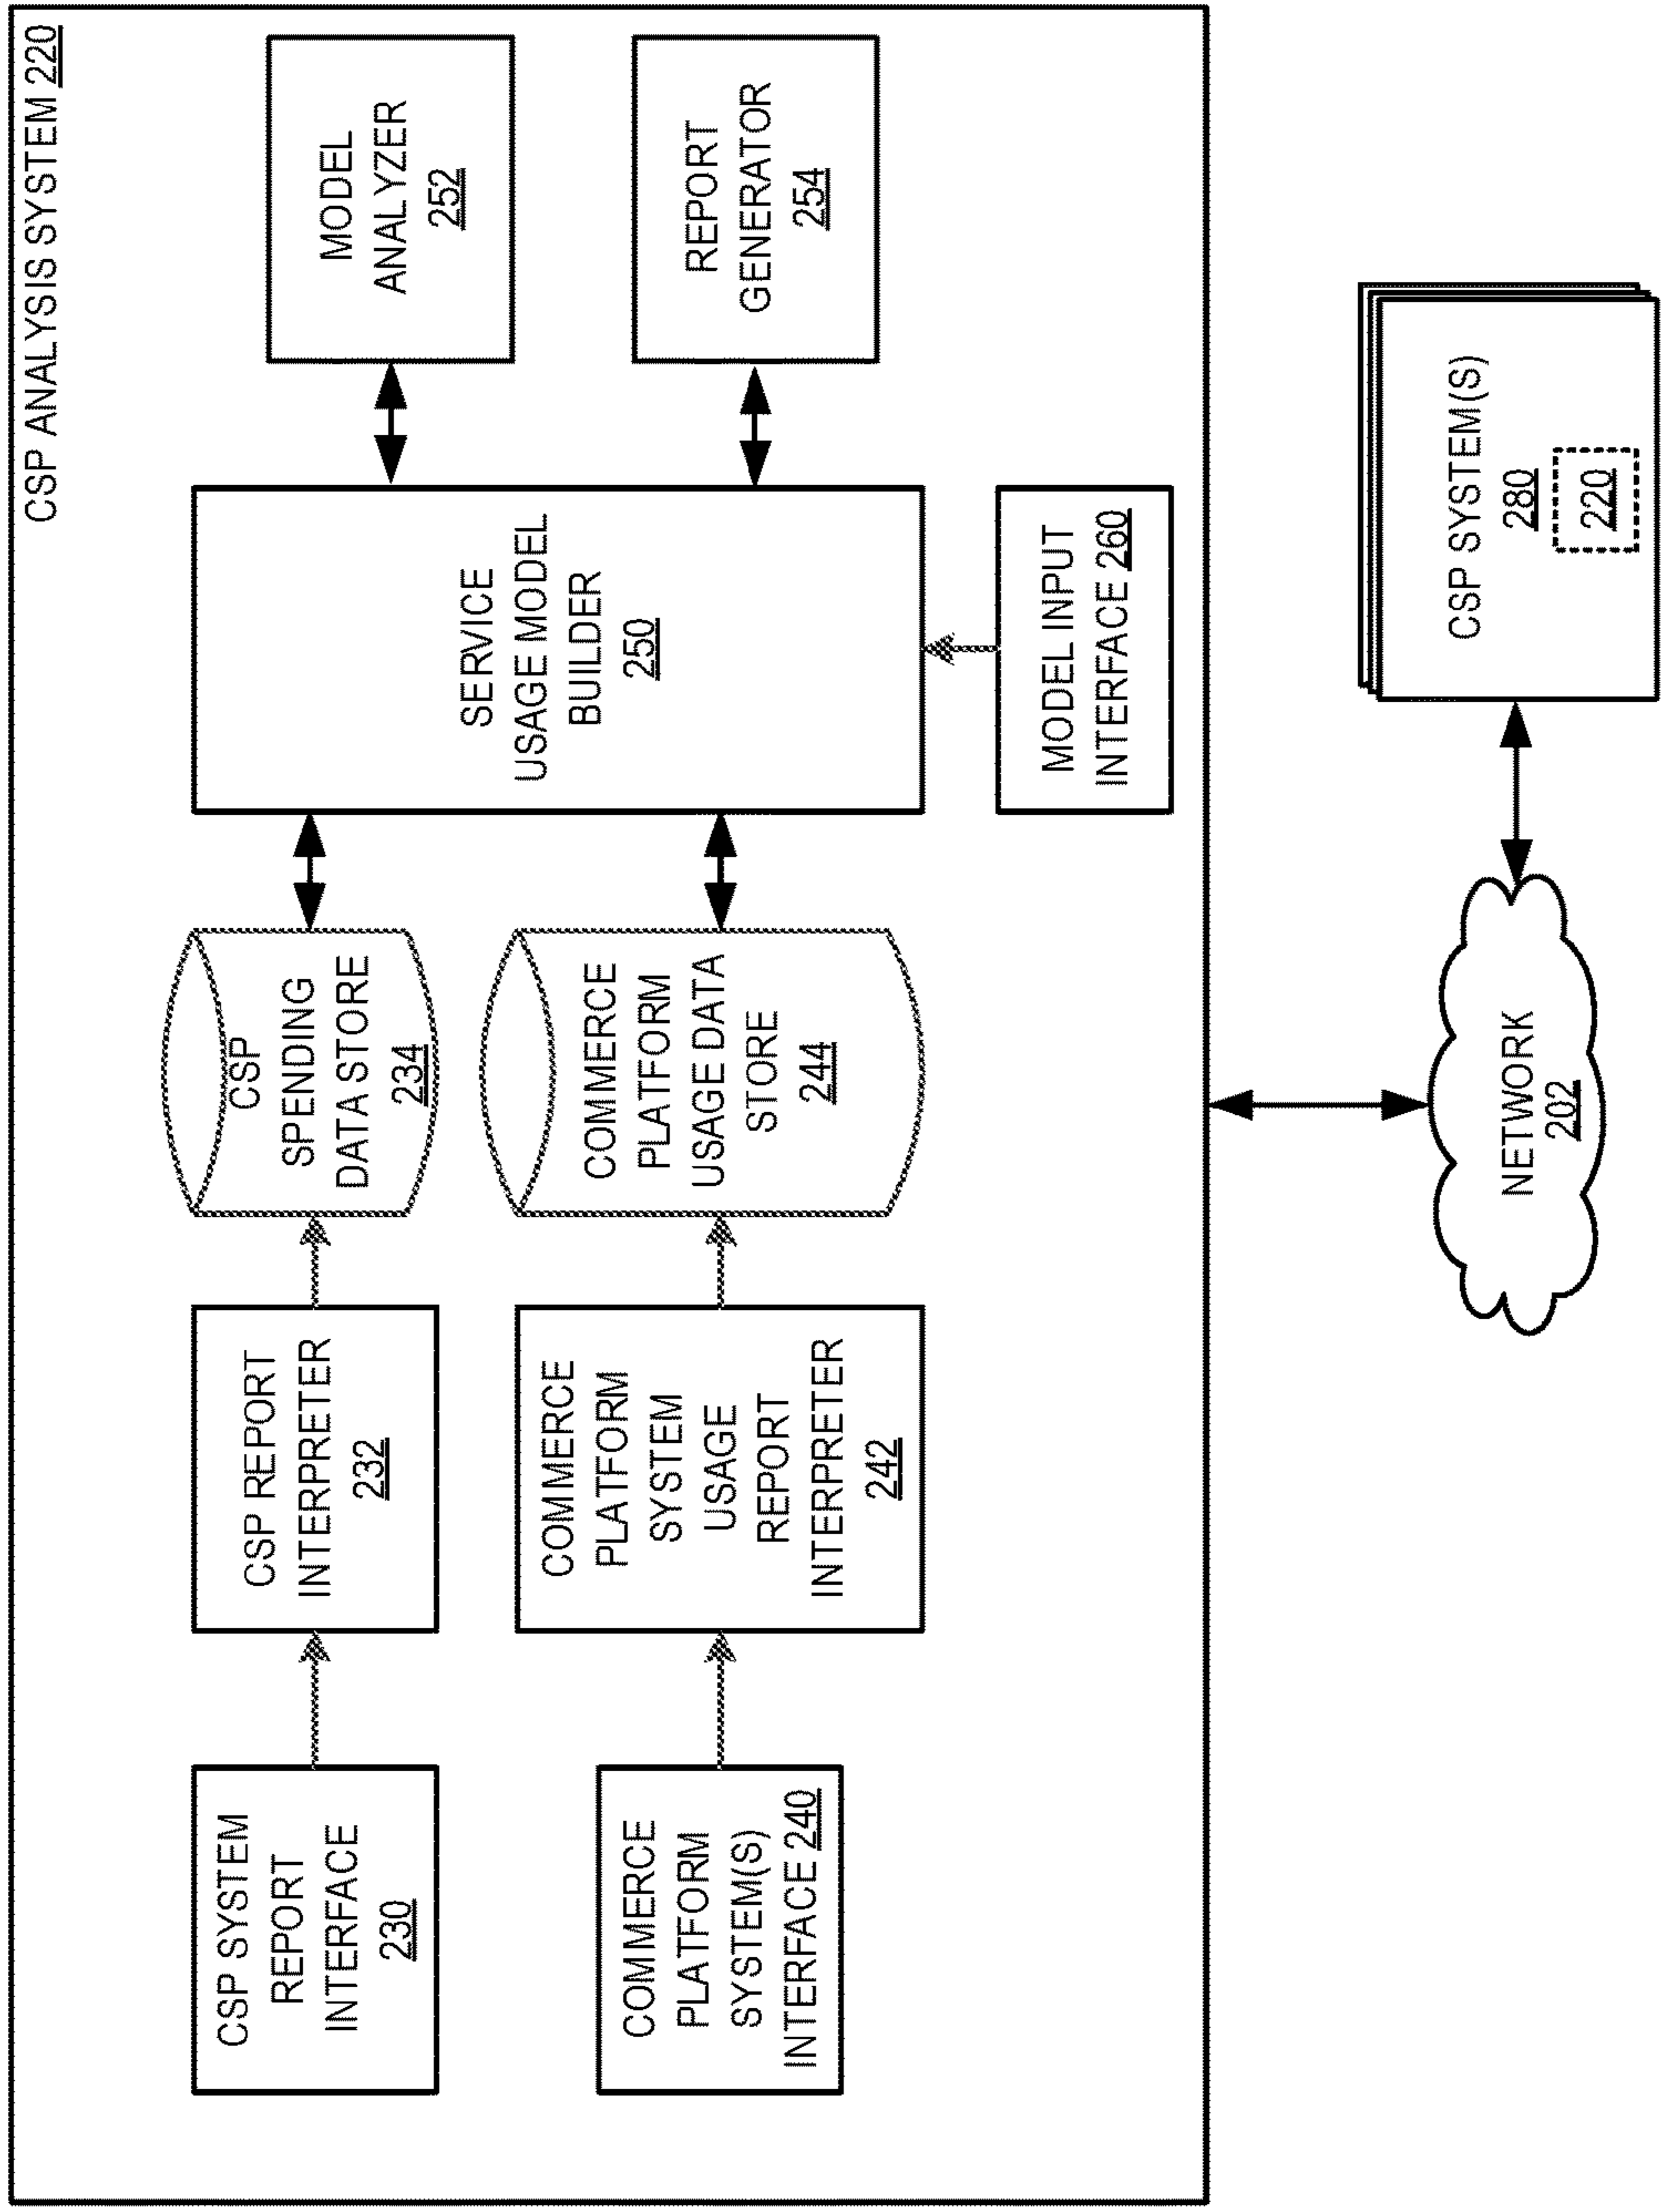 CSP ANALYSIS SYSTEM 220
CSP SYSTEM
REPORT
INTERFACE
230
CSP REPORT
INTERPRETER
232
CSP
SPENDING
DATA STORE
234
SERVICE
USAGE MODEL
BUILDER
250
MODEL
ANALYZER
252
COMMERCE
PLATFORM
SYSTEM(S)
INTERFACE 240
COMMERCE
PLATFORM
SYSTEM
USAGE
REPORT
INTERPRETER
242
COMMERCE
PLATFORM
USAGE DATA
STORE
244
REPORT
GENERATOR
254
MODEL INPUT
INTERFACE 260
NETWORK
202
CSP SYSTEM(S)
280
220